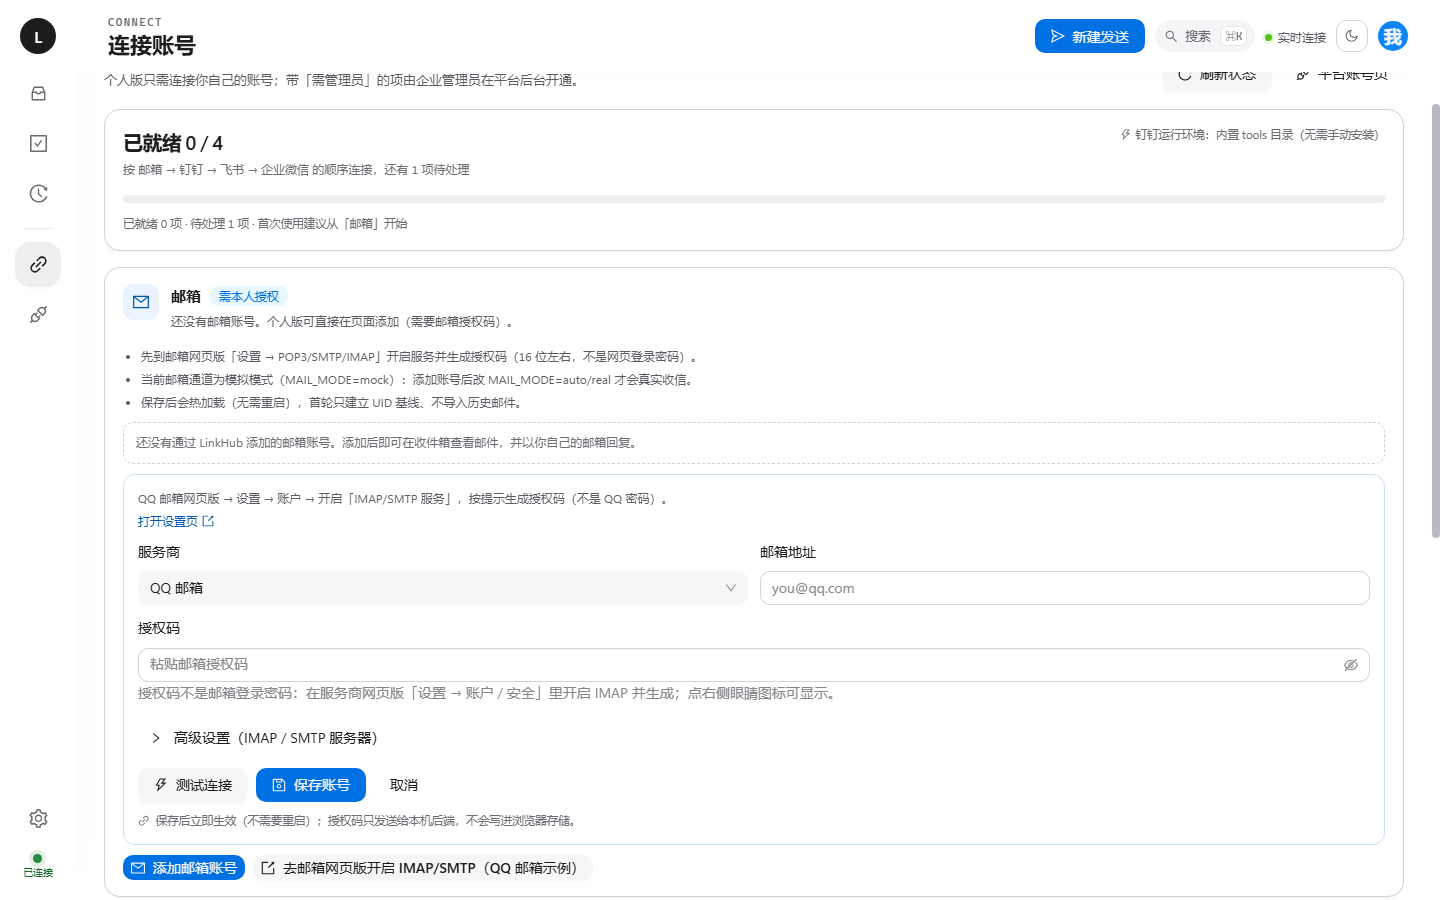 L
CONNECT
连接账号
新建发送
搜索
⌘K
实时连接
我
个人版只需连接你自己的账号；带「需管理员」的项由企业管理员在平台后台开通。
刷新状态
平台账号页
已就绪 0 / 4
钉钉运行环境：内置 tools 目录（无需手动安装）
按 邮箱 → 钉钉 → 飞书 → 企业微信 的顺序连接，还有 1 项待处理
已就绪 0 项 · 待处理 1 项 · 首次使用建议从「邮箱」开始
邮箱
需本人授权
还没有邮箱账号。个人版可直接在页面添加（需要邮箱授权码）。
• 先到邮箱网页版「设置 → POP3/SMTP/IMAP」开启服务并生成授权码（16 位左右，不是网页登录密码）。
• 当前邮箱通道为模拟模式（MAIL_MODE=mock）：添加账号后改 MAIL_MODE=auto/real 才会真实收信。
• 保存后会热加载（无需重启），首轮只建立 UID 基线、不导入历史邮件。
还没有通过 LinkHub 添加的邮箱账号。添加后即可在收件箱查看邮件，并以你自己的邮箱回复。
QQ 邮箱网页版 → 设置 → 账户 → 开启「IMAP/SMTP 服务」，按提示生成授权码（不是 QQ 密码）。
打开设置页
服务商
邮箱地址
QQ 邮箱
you@qq.com
授权码
粘贴邮箱授权码
授权码不是邮箱登录密码：在服务商网页版「设置 → 账户 / 安全」里开启 IMAP 并生成；点右侧眼睛图标可显示。
高级设置（IMAP / SMTP 服务器）
测试连接
保存账号
取消
保存后立即生效（不需要重启）；授权码只发送给本机后端，不会写进浏览器存储。
添加邮箱账号
去邮箱网页版开启 IMAP/SMTP（QQ 邮箱示例）
已连接